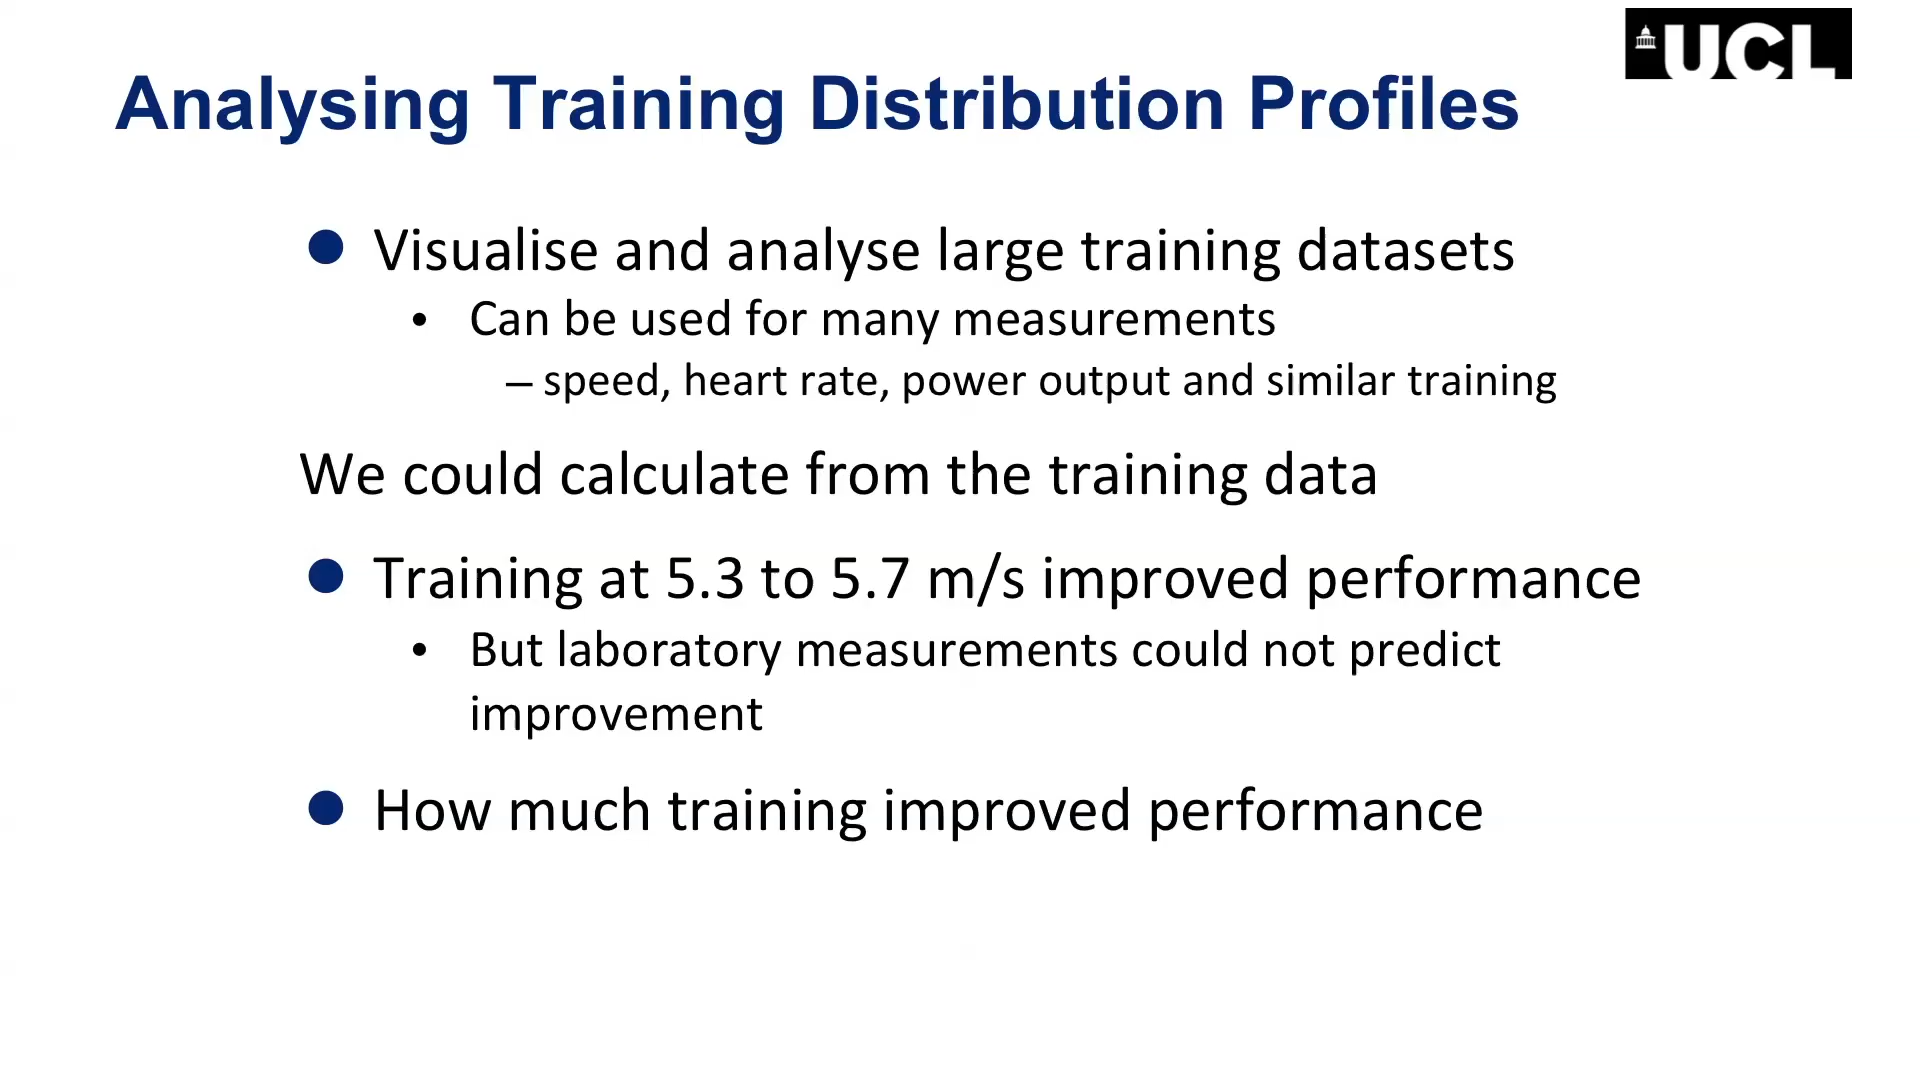 UCL
Analysing Training Distribution Profiles
● Visualise and analyse large training datasets
• Can be used for many measurements
– speed, heart rate, power output and similar training
We could calculate from the training data
● Training at 5.3 to 5.7 m/s improved performance
• But laboratory measurements could not predict
improvement
● How much training improved performance